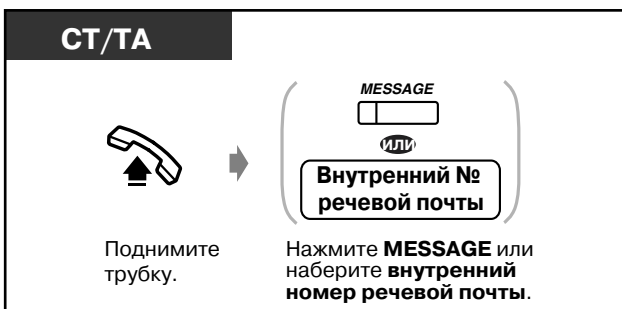 СТ/ТА
MESSAGE
или
Внутренний №
речевой почты
Поднимите
трубку.
Нажмите MESSAGE или
наберите внутренний
номер речевой почты.